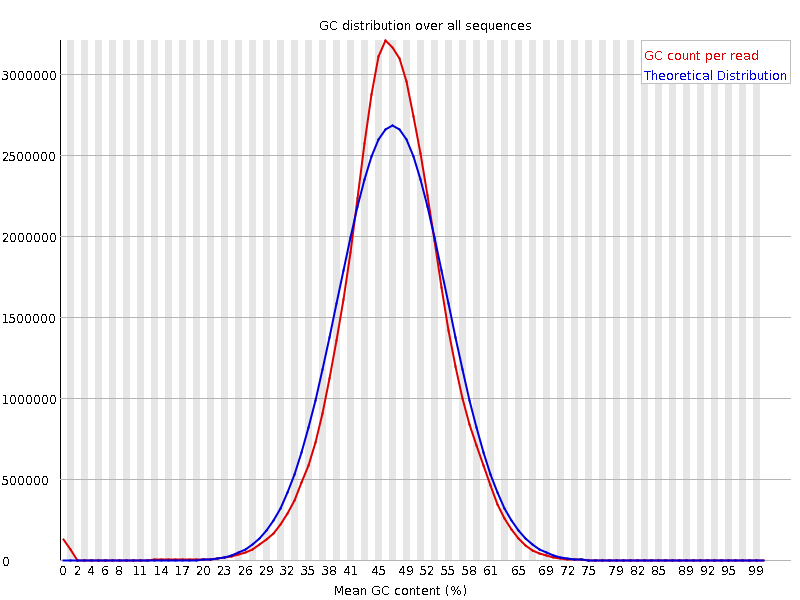 GC distribution over all sequences
GC count per read
Theoretical Distribution
3000000
2500000
2000000
1500000
1000000
500000
0
0 2 4 6 8 11 14 17 20 23 26 29 32 35 38 41 45 49 52 55 58 61 65 69 72 75 79 82 85 89 92 95 99
Mean GC content (%)